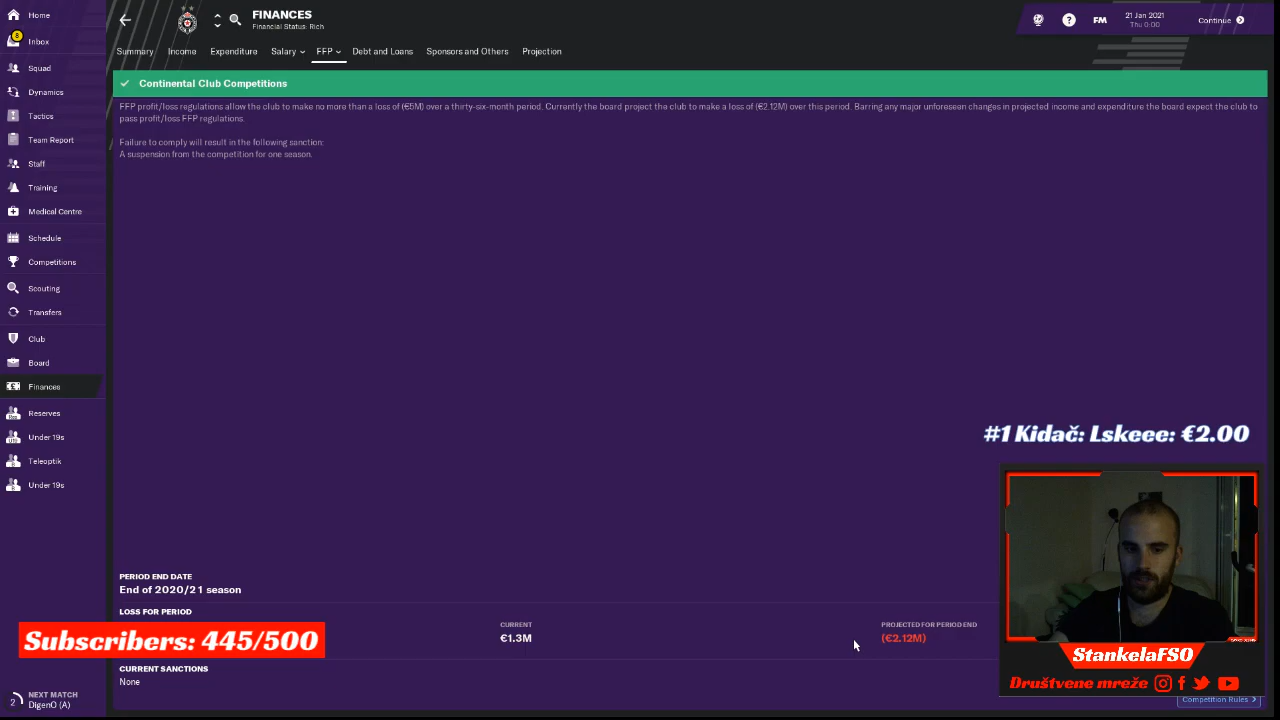 Home
FINANCES
Financial Status: Rich
FM
21 Jan 2021
Thu 0:00
Continue
8
Inbox
Summary
Income
Expenditure
Salary
FFP
Debt and Loans
Sponsors and Others
Projection
Squad
Dynamics
Tactics
Team Report
Staff
Training
Medical Centre
Schedule
Competitions
Scouting
Transfers
Club
Board
Finances
Reserves
Under 19s
Teleoptik
Under 19s
Continental Club Competitions
FFP profit/loss regulations allow the club to make no more than a loss of (€5M) over a thirty-six-month period. Currently the board project the club to make a loss of (€2.12M) over this period. Barring any major unforeseen changes in projected income and expenditure the board expect the club to
pass profit/loss FFP regulations.
Failure to comply will result in the following sanction:
A suspension from the competition for one season.
#1 Kidač: Lskeee: €2.00
PERIOD END DATE
End of 2020/21 season
LOSS FOR PERIOD
CURRENT
€1.3M
PROJECTED FOR PERIOD END
(€2.12M)
Subscribers: 445/500
CURRENT SANCTIONS
None
StankelaFSO
Društvene mreže
Competition Rules
2
NEXT MATCH
DigenO (A)